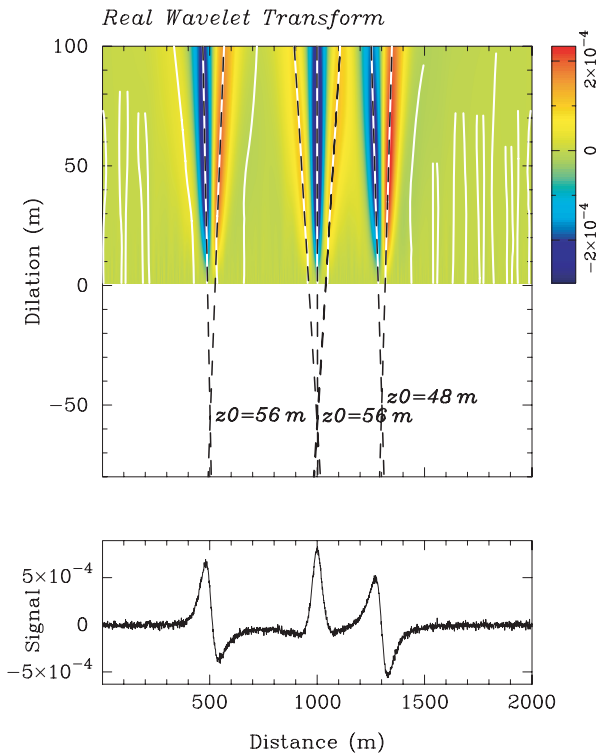 Real Wavelet Transform
100
50
0
−50
Dilation (m)
2×10⁻⁴
0
−2×10⁻⁴
z0=56 m
z0=56 m
z0=48 m
5×10⁻⁴
0
−5×10⁻⁴
Signal
500
1000
1500
2000
Distance (m)